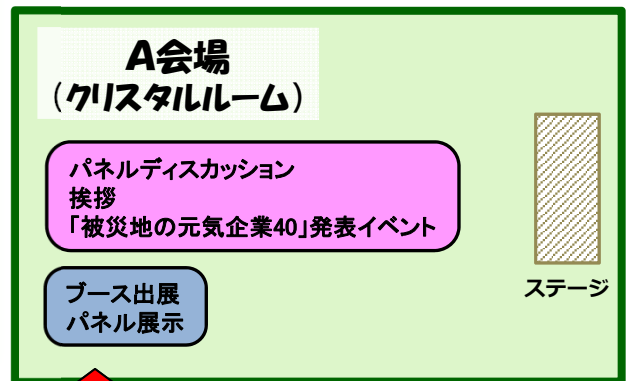 A会場
(クリスタルルーム)
パネルディスカッション
挨拶
「被災地の元気企業40」発表イベント
ブース出展
パネル展示
ステージ